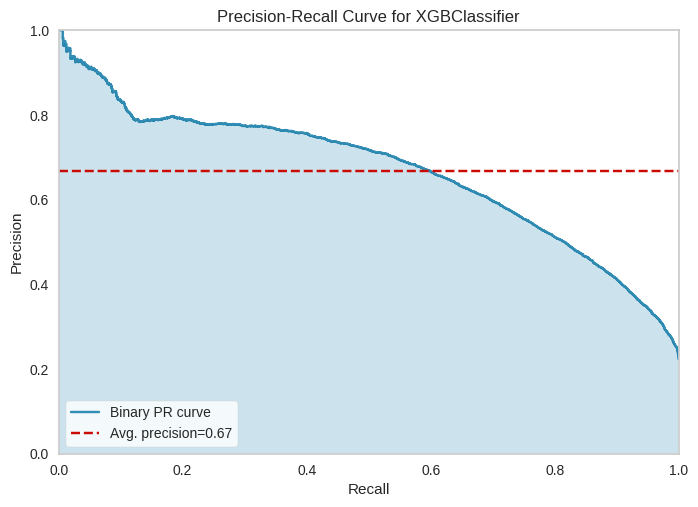 Precision-Recall Curve for XGBClassifier
1.0
0.8
0.6
0.4
0.2
0.0
Precision
Binary PR curve
Avg. precision=0.67
0.0 0.2 0.4 0.6 0.8 1.0
Recall